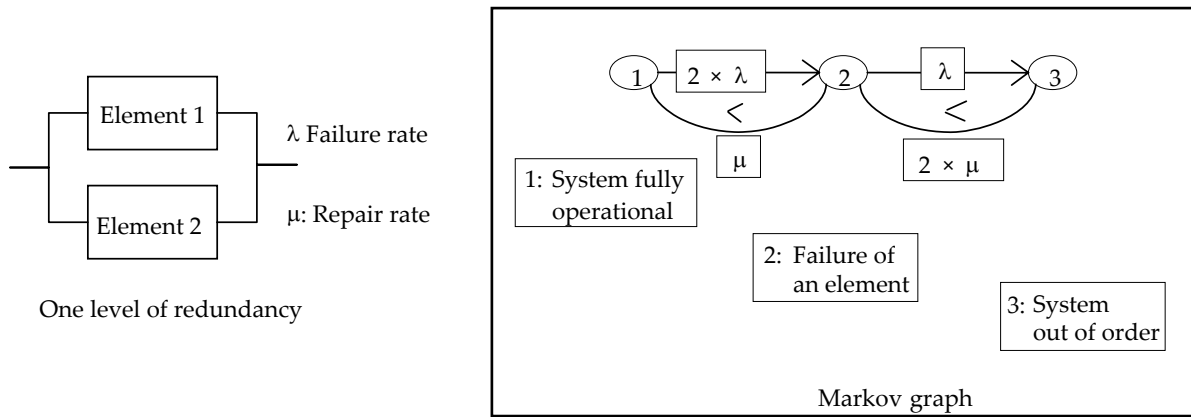 Element 1
Element 2
λ Failure rate
μ: Repair rate
One level of redundancy
1
2 × λ
2
λ
3
<
<
μ
2 × μ
1: System fully
operational
2: Failure of
an element
3: System
out of order
Markov graph